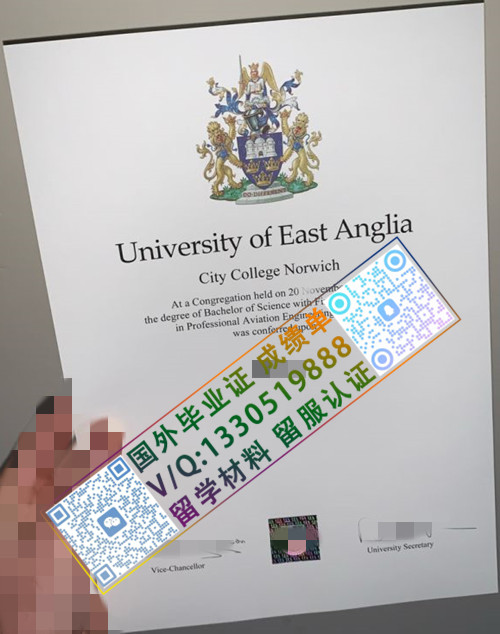 University of East Anglia
City College Norwich
At a Congregation held on 20
the degree of Bachelor of Science with
in Professional Aviation
was conferred
国外毕业证 成绩单
V/Q:1330519888
留学材料 留服认证
Vice-Chancellor
University Secretary